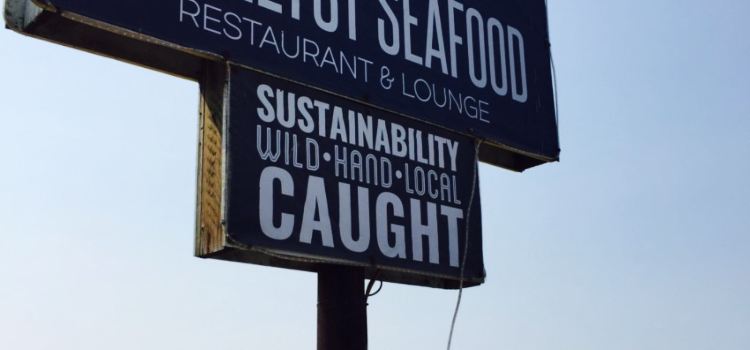 SEAFOOD
RESTAURANT & LOUNGE
SUSTAINABILITY
WILD•HAND•LOCAL
CAUGHT